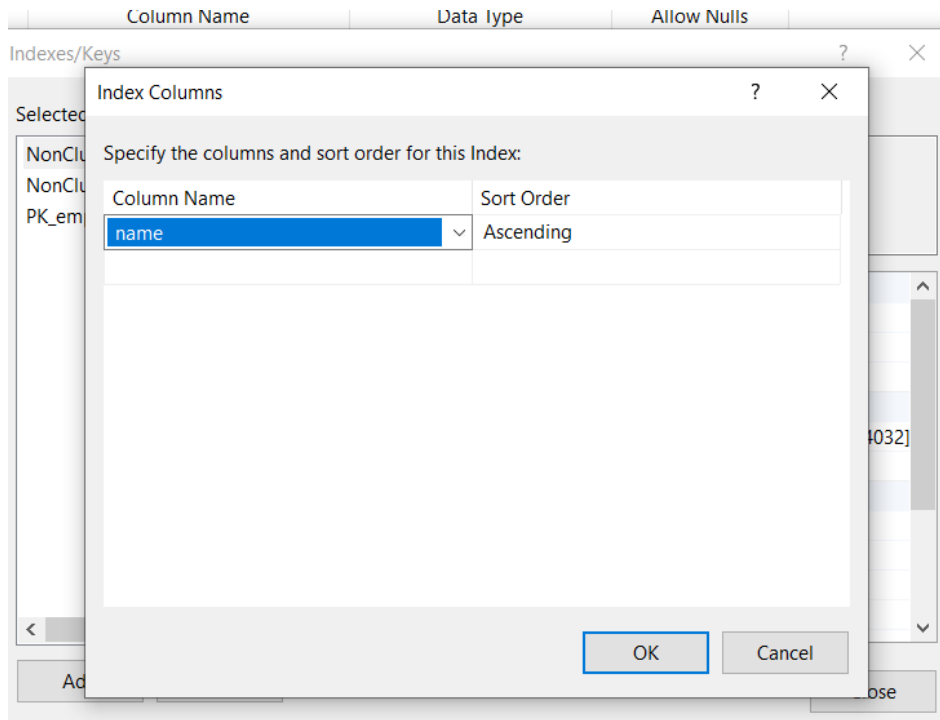 Column Name Data Type Allow Nulls
Indexes/Keys ?
Index Columns ?
Selected
Specify the columns and sort order for this Index:
NonClu
NonClu
PK_em
Column Name Sort Order
name Ascending
4032]
OK Cancel
Ad
ose